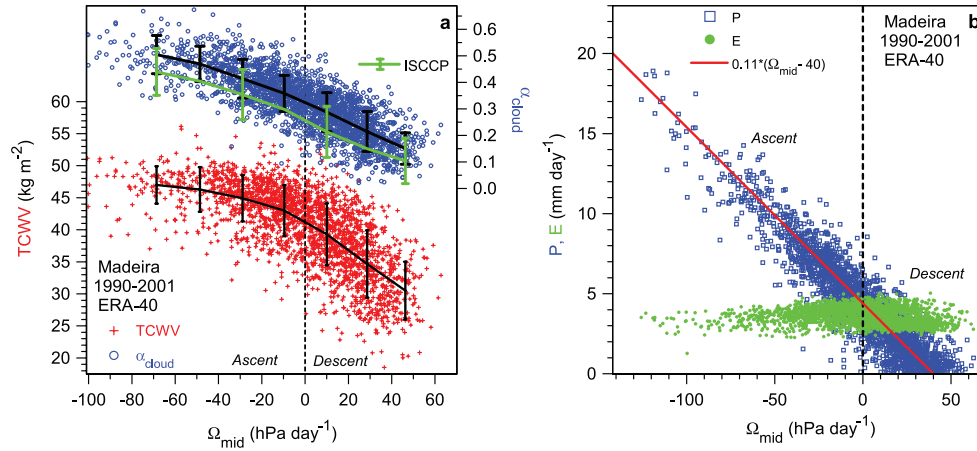 a
ISCCP
TCWV (kg m-2)
60
55
50
45
40
35
30
25
20
0.5
0.4
0.3
0.2
0.1
0.0
αcloud
Madeira
1990-2001
ERA-40
+ TCWV
αcloud
Ascent
Descent
-100 -80 -60 -40 -20 0 20 40 60
Ωmid (hPa day-1)
b
P
E
0.11*(Ωmid- 40)
Madeira
1990-2001
ERA-40
P, E (mm day-1)
20
15
10
5
0
Ascent
Descent
-100 -50 0 50
Ωmid (hPa day-1)